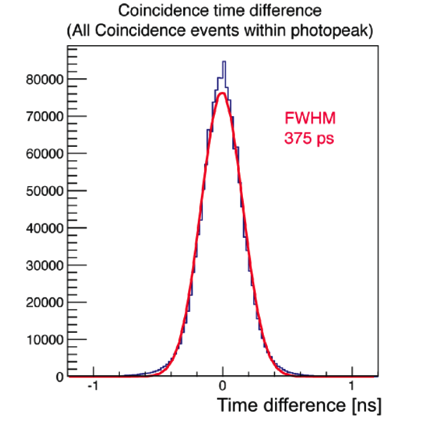 Coincidence time difference
(All Coincidence events within photopeak)
80000
70000
60000
50000
40000
30000
20000
10000
0
FWHM
375 ps
-1 0 1
Time difference [ns]